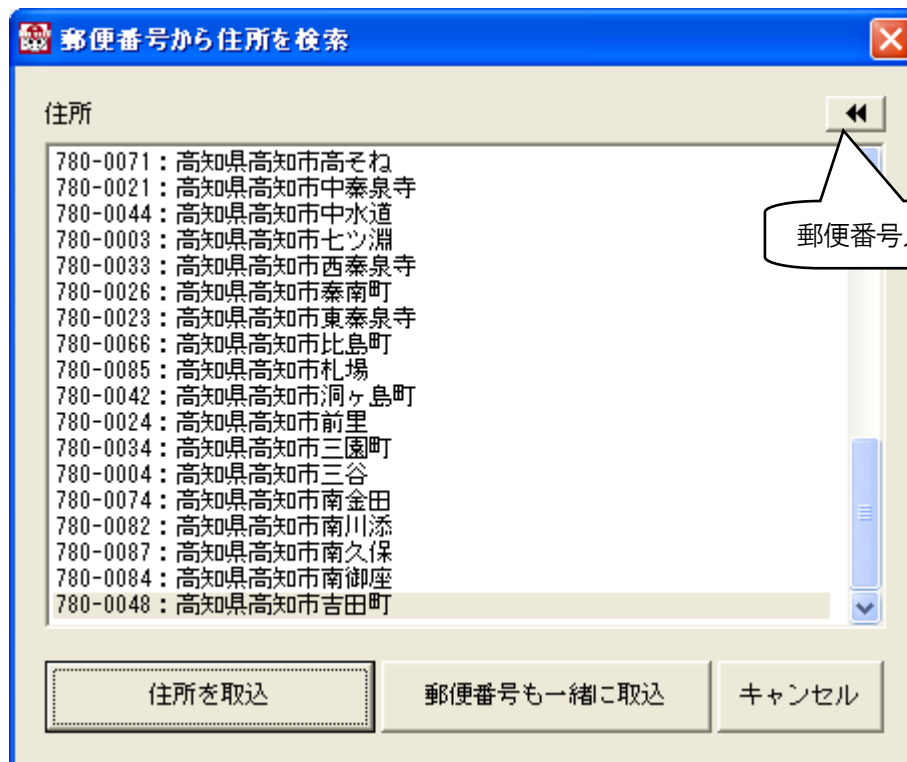 郵便番号から住所を検索
住所
780-0071：高知県高知市高そね
780-0021：高知県高知市中秦泉寺
780-0044：高知県高知市中水道
780-0003：高知県高知市七ツ淵
780-0033：高知県高知市西秦泉寺
780-0026：高知県高知市秦南町
780-0023：高知県高知市東秦泉寺
780-0066：高知県高知市比島町
780-0085：高知県高知市札場
780-0042：高知県高知市洞ヶ島町
780-0024：高知県高知市前里
780-0034：高知県高知市三園町
780-0004：高知県高知市三谷
780-0074：高知県高知市南金田
780-0082：高知県高知市南川添
780-0087：高知県高知市南久保
780-0084：高知県高知市南御座
780-0048：高知県高知市吉田町
郵便番号
住所を取込
郵便番号も一緒に取込
キャンセル